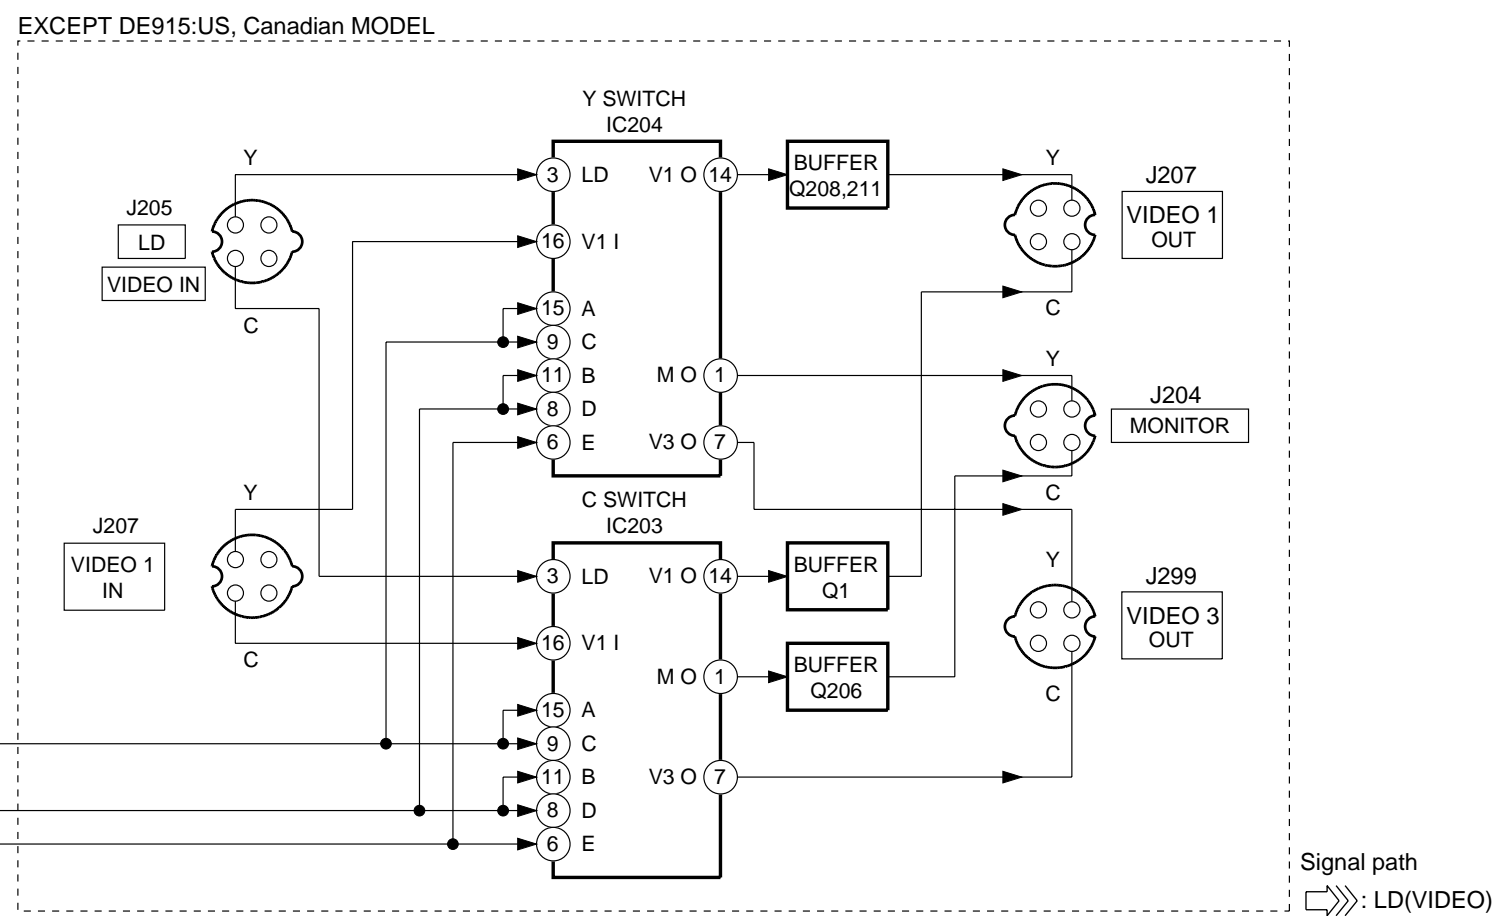 EXCEPT DE915:US, Canadian MODEL
Y SWITCH
IC204
Y
J205
LD
VIDEO IN
C
3 LD
16 V1 I
15 A
9 C
11 B
8 D
6 E
V1 O 14
M O 1
V3 O 7
BUFFER
Q208,211
Y
J207
VIDEO 1
OUT
C
Y
J204
MONITOR
C
C SWITCH
IC203
Y
J207
VIDEO 1
IN
C
3 LD
16 V1 I
15 A
9 C
11 B
8 D
6 E
V1 O 14
M O 1
V3 O 7
BUFFER
Q1
BUFFER
Q206
Y
J299
VIDEO 3
OUT
C
Signal path
: LD(VIDEO)